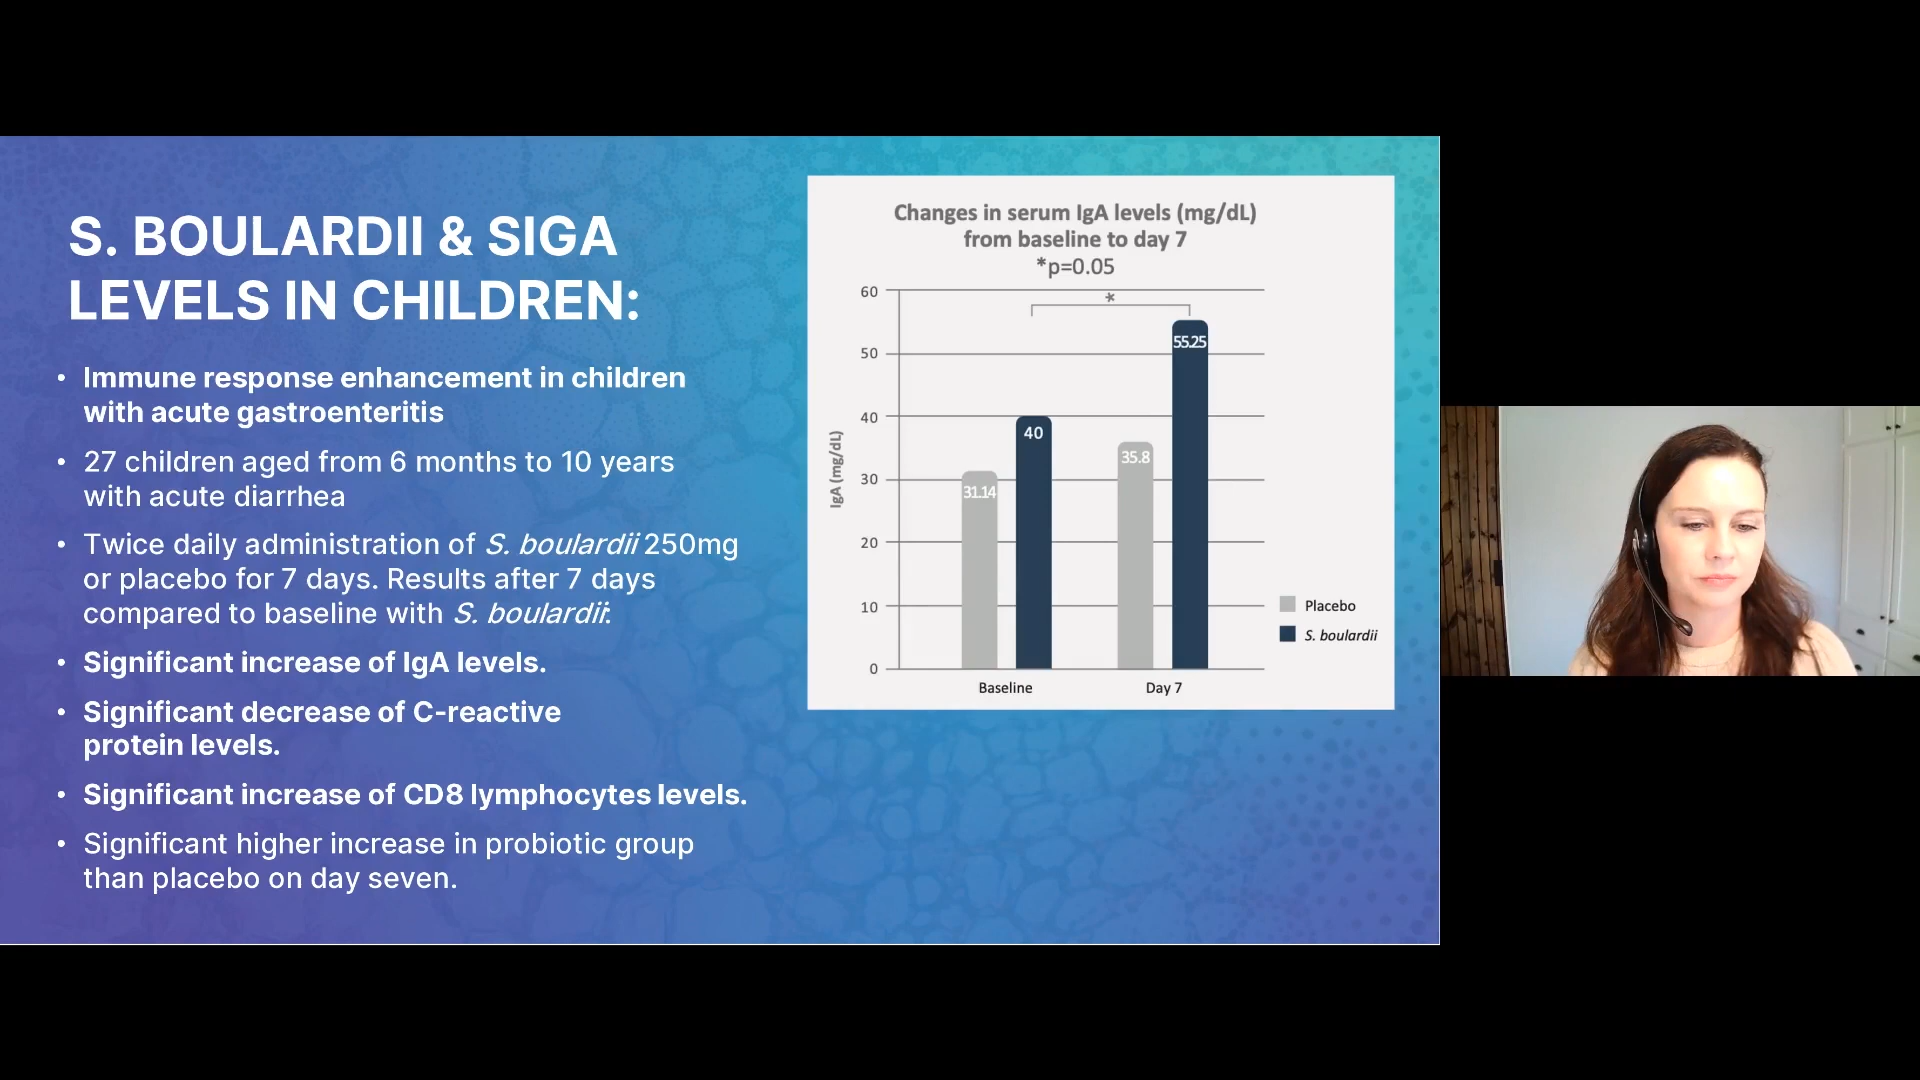 S. BOULARDII & SIGA
LEVELS IN CHILDREN:
• Immune response enhancement in children
with acute gastroenteritis
• 27 children aged from 6 months to 10 years
with acute diarrhea
• Twice daily administration of S. boulardii 250mg
or placebo for 7 days. Results after 7 days
compared to baseline with S. boulardii:
• Significant increase of IgA levels.
• Significant decrease of C-reactive
protein levels.
• Significant increase of CD8 lymphocytes levels.
• Significant higher increase in probiotic group
than placebo on day seven.
Changes in serum IgA levels (mg/dL)
from baseline to day 7
*p=0.05
IgA (mg/dL)
60
50
40
30
20
10
0
*
31.14
40
35.8
55.25
Baseline
Day 7
Placebo
S. boulardii